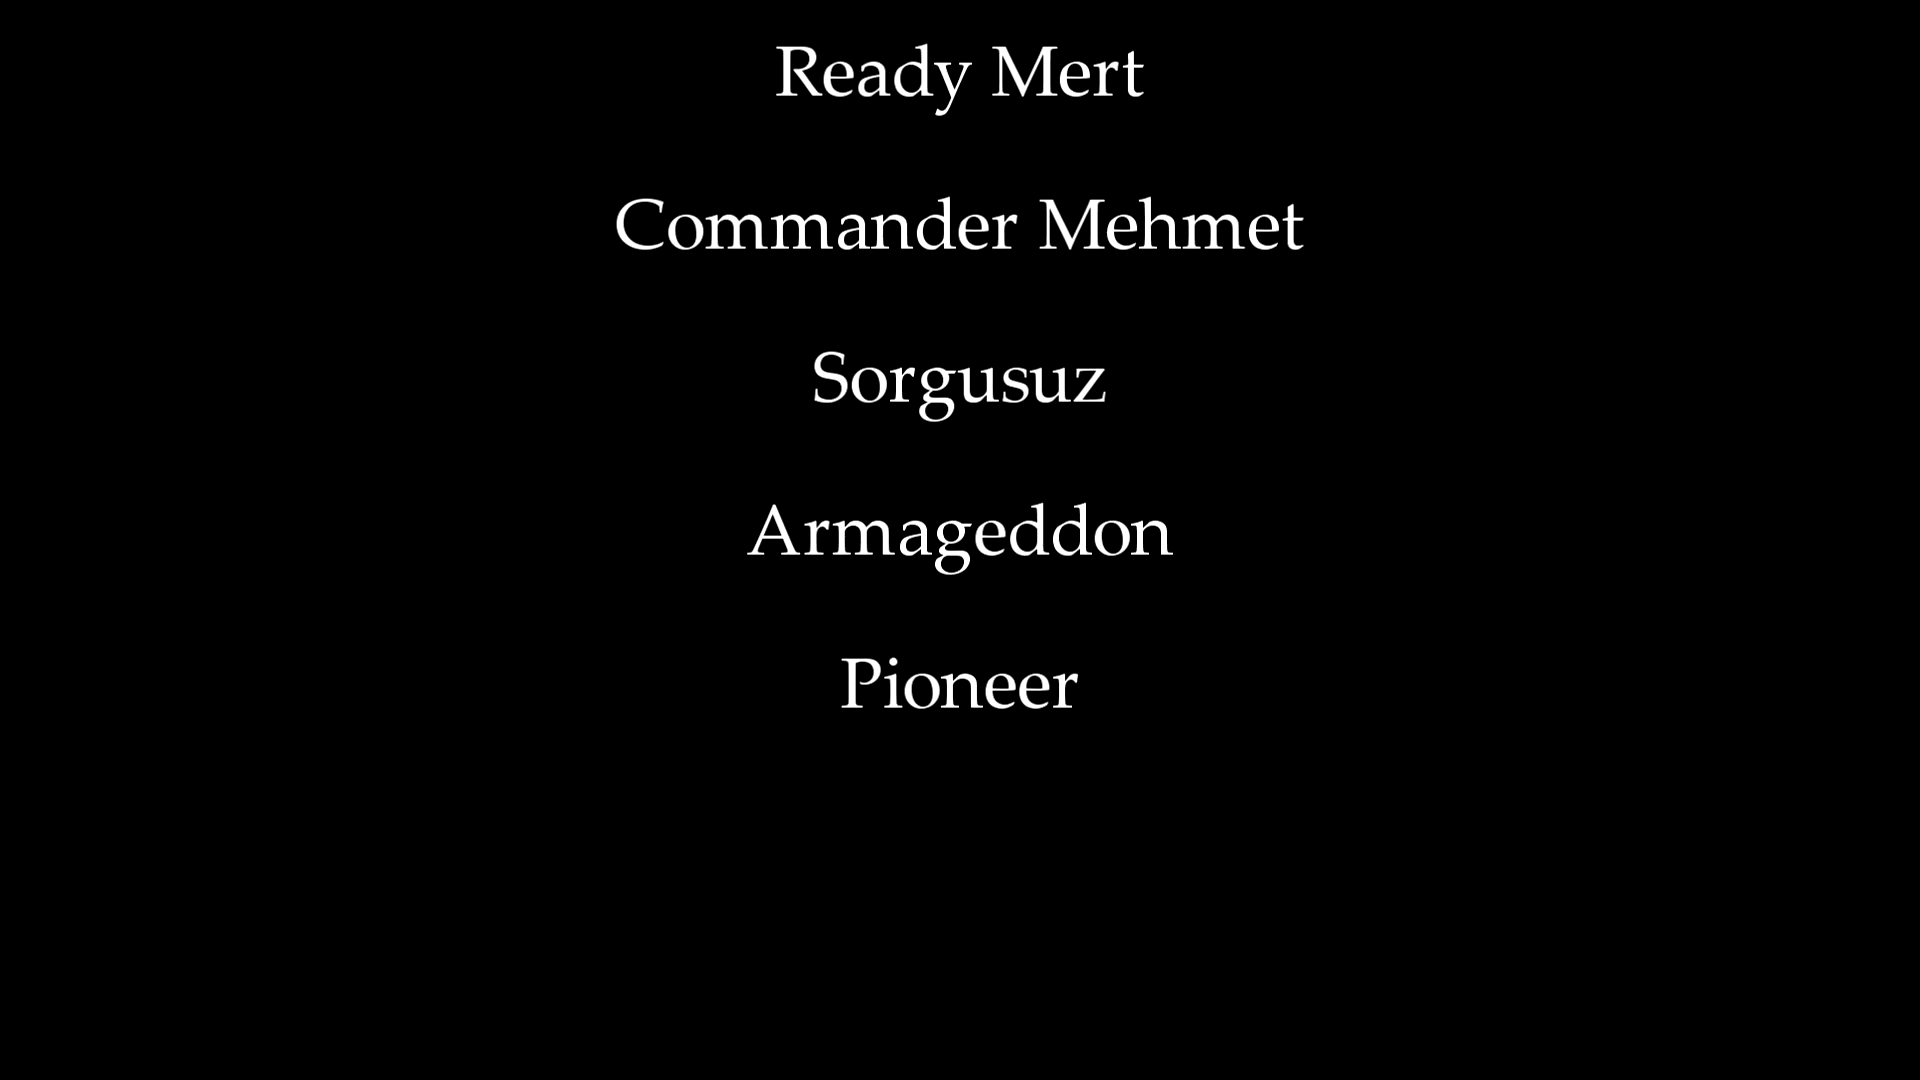 Ready Mert
Commander Mehmet
Sorgusuz
Armageddon
Pioneer